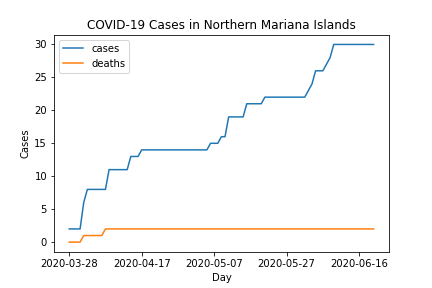 COVID-19 Cases in Northern Mariana Islands
cases
deaths
30
25
20
15
10
5
0
Cases
2020-03-28 2020-04-17 2020-05-07 2020-05-27 2020-06-16
Day